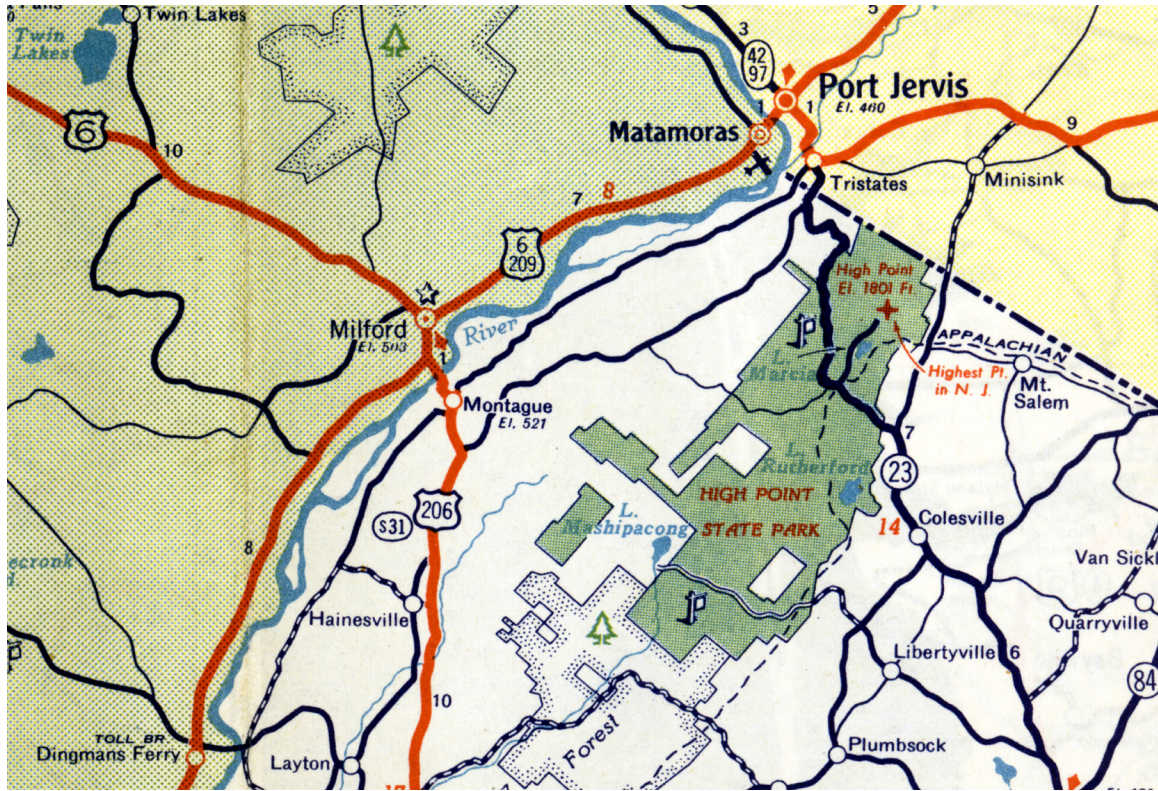 Twin Lakes
Twin
Lakes
3
5
42
97
Port Jervis
El. 460
1
1
Matamoras
9
6
10
Tristates
Minisink
7
8
6
209
High Point
El. 1801 Ft
Milford
El. 503
River
1
L.
Marcia
APPALACHIAN
Highest Pt.
in N. J.
Mt.
Salem
Montague
El. 521
7
L.
Rutherford
23
206
S31
L.
Mashipacong
HIGH POINT
STATE PARK
14
Colesville
8
ecronk
Van Sickl
Hainesville
Quarryville
Libertyville
6
84
10
TOLL BR.
Dingmans Ferry
Forest
Plumbsock
Layton
17